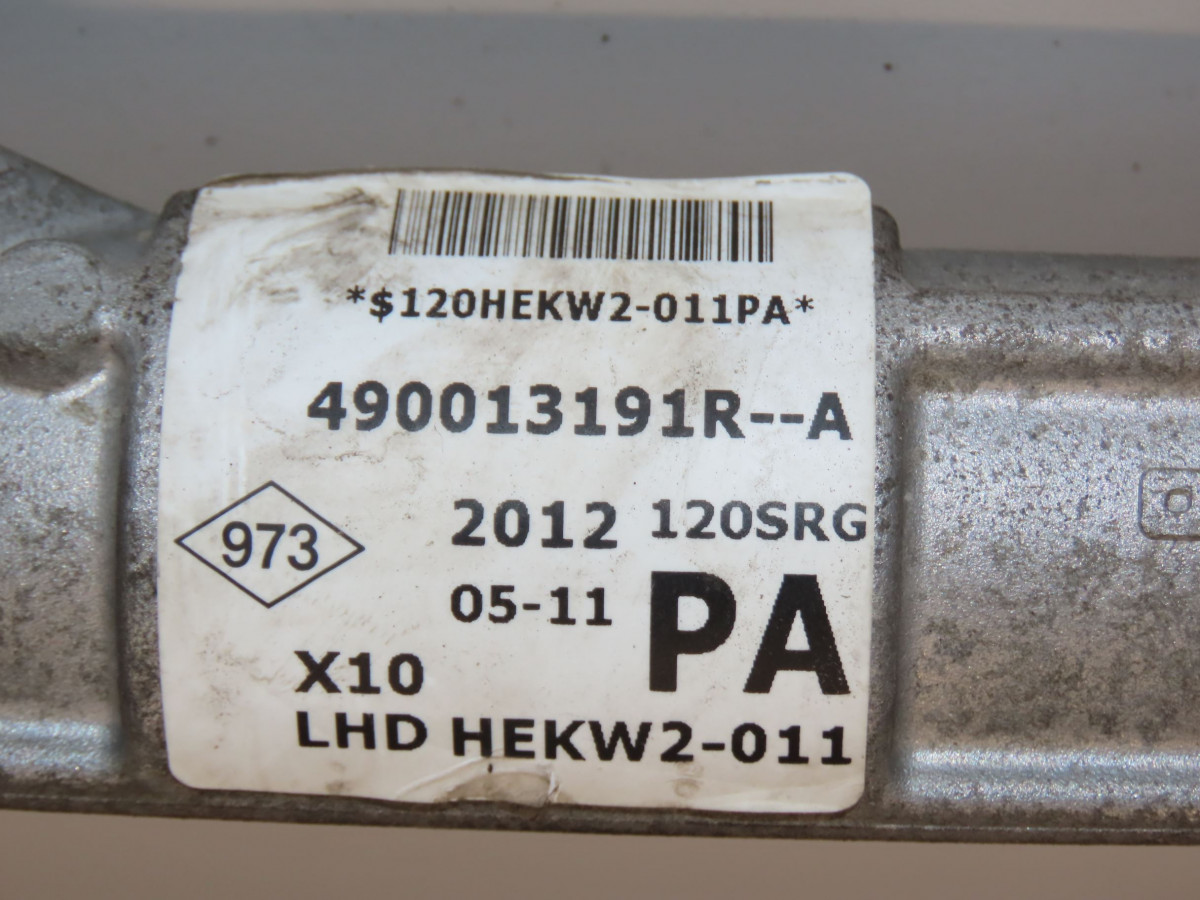 *$120HEKW2-011PA*
490013191R--A
973
2012 120SRG
05-11
PA
X10
LHD HEKW2-011